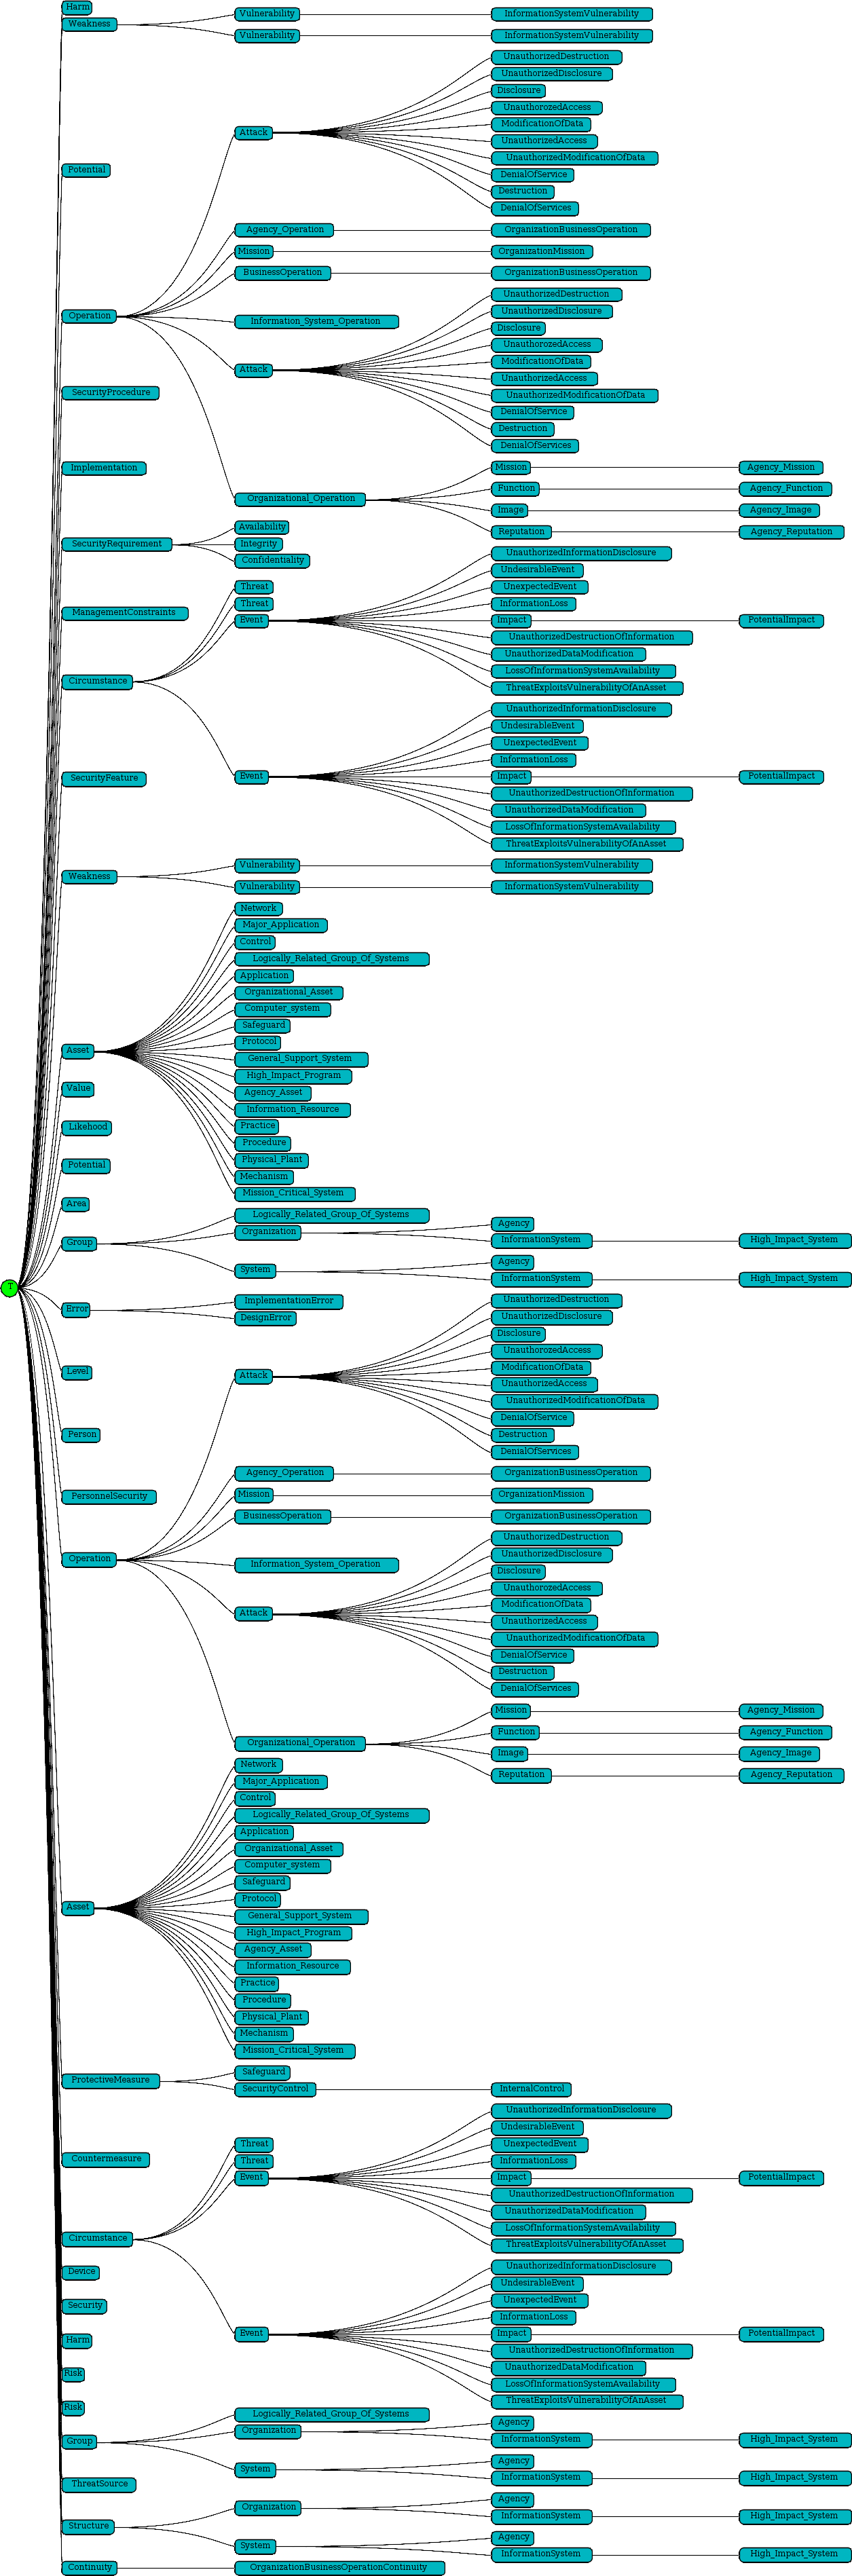 T
Harm
Weakness
Vulnerability
InformationSystemVulnerability
Vulnerability
InformationSystemVulnerability
Potential
Operation
Attack
UnauthorizedDestruction
UnauthorizedDisclosure
Disclosure
UnauthorozedAccess
ModificationOfData
UnauthorizedAccess
UnauthorizedModificationOfData
DenialOfService
Destruction
DenialOfServices
Agency_Operation
OrganizationBusinessOperation
Mission
OrganizationMission
BusinessOperation
OrganizationBusinessOperation
Information_System_Operation
Attack
UnauthorizedDestruction
UnauthorizedDisclosure
Disclosure
UnauthorozedAccess
ModificationOfData
UnauthorizedAccess
UnauthorizedModificationOfData
DenialOfService
Destruction
DenialOfServices
Organizational_Operation
Mission
Agency_Mission
Function
Agency_Function
Image
Agency_Image
Reputation
Agency_Reputation
SecurityProcedure
Implementation
SecurityRequirement
Availability
Integrity
Confidentiality
ManagementConstraints
Circumstance
Threat
Threat
Event
UnauthorizedInformationDisclosure
UndesirableEvent
UnexpectedEvent
InformationLoss
Impact
PotentialImpact
UnauthorizedDestructionOfInformation
UnauthorizedDataModification
LossOfInformationSystemAvailability
ThreatExploitsVulnerabilityOfAnAsset
Event
UnauthorizedInformationDisclosure
UndesirableEvent
UnexpectedEvent
InformationLoss
Impact
PotentialImpact
UnauthorizedDestructionOfInformation
UnauthorizedDataModification
LossOfInformationSystemAvailability
ThreatExploitsVulnerabilityOfAnAsset
SecurityFeature
Weakness
Vulnerability
InformationSystemVulnerability
Vulnerability
InformationSystemVulnerability
Asset
Network
Major_Application
Control
Logically_Related_Group_Of_Systems
Application
Organizational_Asset
Computer_system
Safeguard
Protocol
General_Support_System
High_Impact_Program
Agency_Asset
Information_Resource
Practice
Procedure
Physical_Plant
Mechanism
Mission_Critical_System
Value
Likehood
Potential
Area
Group
Logically_Related_Group_Of_Systems
Organization
Agency
InformationSystem
High_Impact_System
System
Agency
InformationSystem
High_Impact_System
Error
ImplementationError
DesignError
Level
Person
PersonnelSecurity
Operation
Attack
UnauthorizedDestruction
UnauthorizedDisclosure
Disclosure
UnauthorozedAccess
ModificationOfData
UnauthorizedAccess
UnauthorizedModificationOfData
DenialOfService
Destruction
DenialOfServices
Agency_Operation
OrganizationBusinessOperation
Mission
OrganizationMission
BusinessOperation
OrganizationBusinessOperation
Information_System_Operation
Attack
UnauthorizedDestruction
UnauthorizedDisclosure
Disclosure
UnauthorozedAccess
ModificationOfData
UnauthorizedAccess
UnauthorizedModificationOfData
DenialOfService
Destruction
DenialOfServices
Organizational_Operation
Mission
Agency_Mission
Function
Agency_Function
Image
Agency_Image
Reputation
Agency_Reputation
Asset
Network
Major_Application
Control
Logically_Related_Group_Of_Systems
Application
Organizational_Asset
Computer_system
Safeguard
Protocol
General_Support_System
High_Impact_Program
Agency_Asset
Information_Resource
Practice
Procedure
Physical_Plant
Mechanism
Mission_Critical_System
ProtectiveMeasure
Safeguard
SecurityControl
InternalControl
Countermeasure
Circumstance
Threat
Threat
Event
UnauthorizedInformationDisclosure
UndesirableEvent
UnexpectedEvent
InformationLoss
Impact
PotentialImpact
UnauthorizedDestructionOfInformation
UnauthorizedDataModification
LossOfInformationSystemAvailability
ThreatExploitsVulnerabilityOfAnAsset
Event
UnauthorizedInformationDisclosure
UndesirableEvent
UnexpectedEvent
InformationLoss
Impact
PotentialImpact
UnauthorizedDestructionOfInformation
UnauthorizedDataModification
LossOfInformationSystemAvailability
ThreatExploitsVulnerabilityOfAnAsset
Device
Security
Harm
Risk
Risk
Group
Logically_Related_Group_Of_Systems
Organization
Agency
InformationSystem
High_Impact_System
System
Agency
InformationSystem
High_Impact_System
ThreatSource
Structure
Organization
Agency
InformationSystem
High_Impact_System
System
Agency
InformationSystem
High_Impact_System
Continuity
OrganizationBusinessOperationContinuity